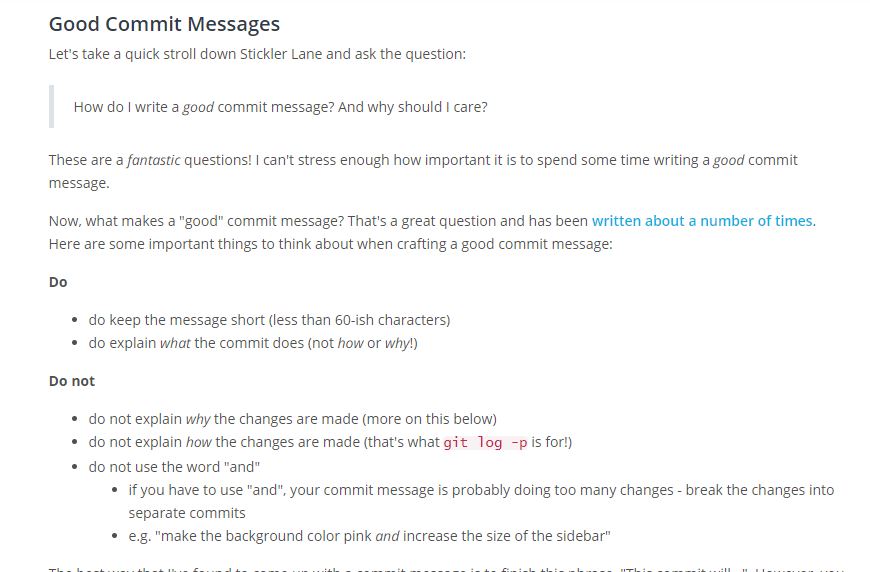 Good Commit Messages
Let's take a quick stroll down Stickler Lane and ask the question:
How do I write a good commit message? And why should I care?
These are a fantastic questions! I can't stress enough how important it is to spend some time writing a good commit
message.
Now, what makes a "good" commit message? That's a great question and has been written about a number of times.
Here are some important things to think about when crafting a good commit message:
Do
• do keep the message short (less than 60-ish characters)
• do explain what the commit does (not how or why!)
Do not
• do not explain why the changes are made (more on this below)
• do not explain how the changes are made (that's what git log -p is for!)
• do not use the word "and"
• if you have to use "and", your commit message is probably doing too many changes - break the changes into
separate commits
• e.g. "make the background color pink and increase the size of the sidebar"